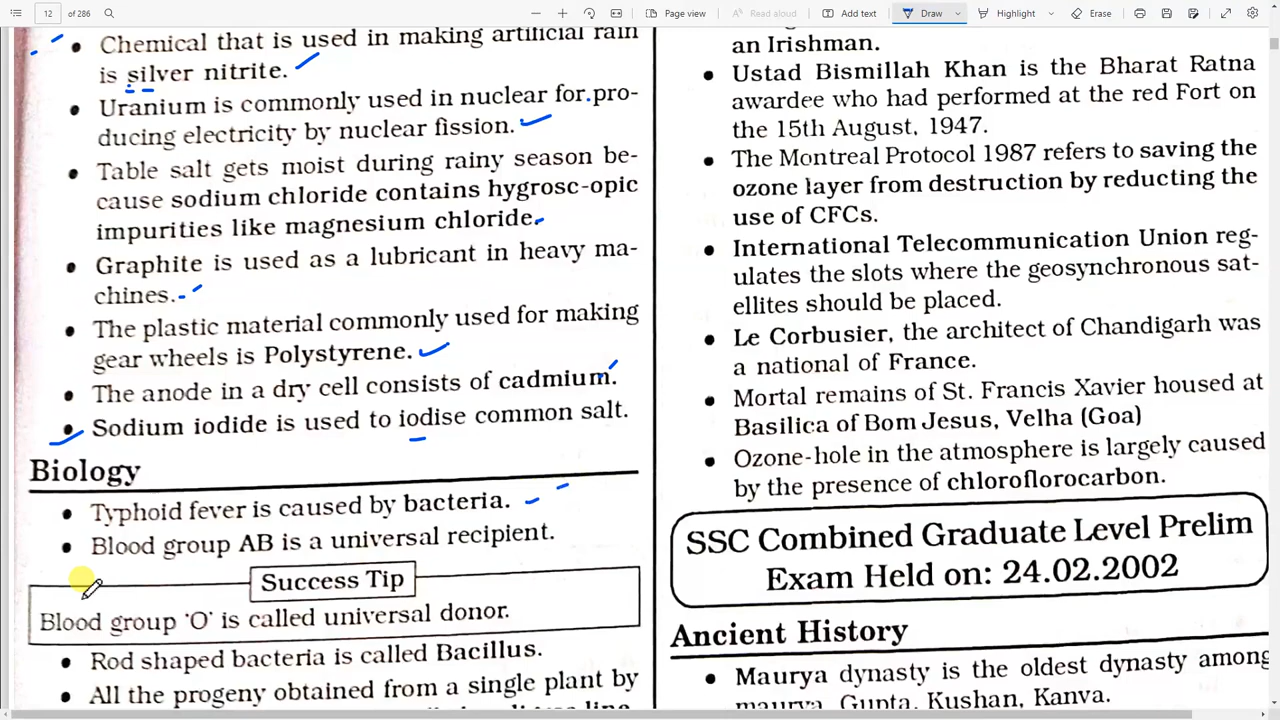 12 of 286
Page view
Read aloud
Add text
Draw
Highlight
Erase
Chemical that is used in making artificial rain
is silver nitrite.
Uranium is commonly used in nuclear for pro-
ducing electricity by nuclear fission.
Table salt gets moist during rainy season be-
cause sodium chloride contains hygrosc-opic
impurities like magnesium chloride.
Graphite is used as a lubricant in heavy ma-
chines.
The plastic material commonly used for making
gear wheels is Polystyrene.
The anode in a dry cell consists of cadmium.
Sodium iodide is used to iodise common salt.
Biology
Typhoid fever is caused by bacteria.
Blood group AB is a universal recipient.
Success Tip
Blood group 'O' is called universal donor.
Rod shaped bacteria is called Bacillus.
All the progeny obtained from a single plant by
an Irishman.
Ustad Bismillah Khan is the Bharat Ratna
awardee who had performed at the red Fort on
the 15th August, 1947.
The Montreal Protocol 1987 refers to saving the
ozone layer from destruction by reducting the
use of CFCs.
International Telecommunication Union reg-
ulates the slots where the geosynchronous sat-
ellites should be placed.
Le Corbusier, the architect of Chandigarh was
a national of France.
Mortal remains of St. Francis Xavier housed at
Basilica of Bom Jesus, Velha (Goa)
Ozone-hole in the atmosphere is largely caused
by the presence of chloroflorocarbon.
SSC Combined Graduate Level Prelim
Exam Held on: 24.02.2002
Ancient History
Maurya dynasty is the oldest dynasty among
maurya, Gupta, Kushan, Kanva.